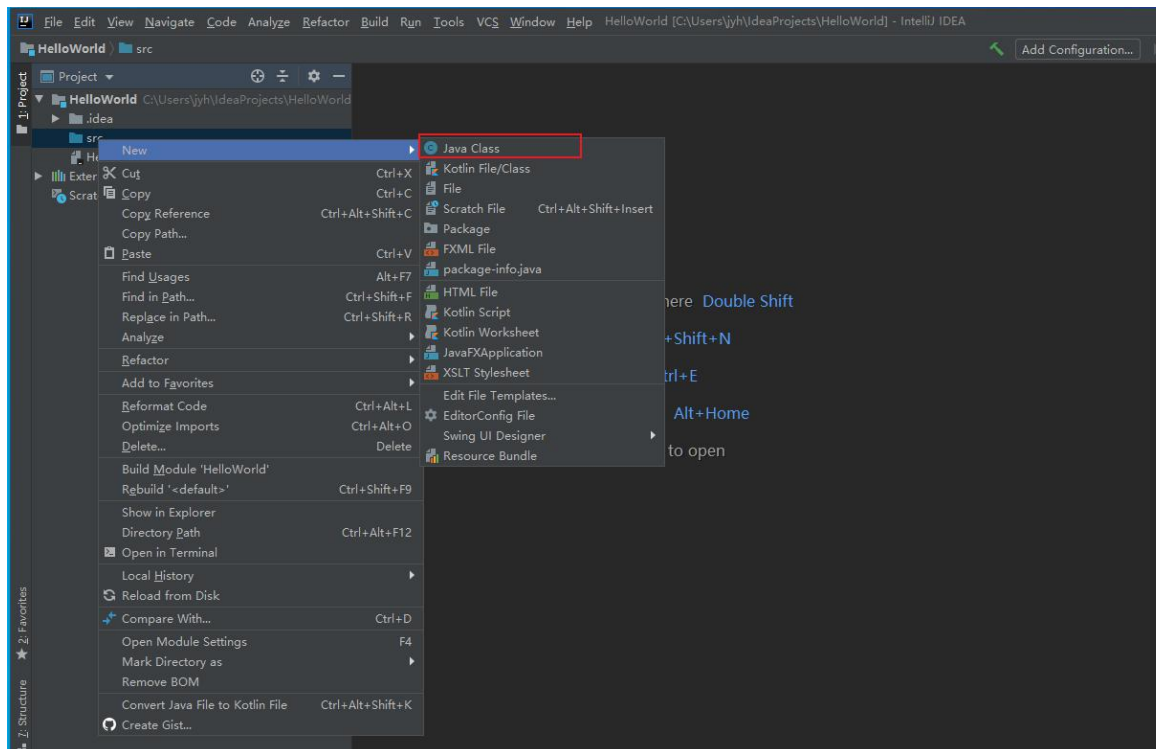 File Edit View Navigate Code Analyze Refactor Build Run Tools VCS Window Help HelloWorld [C:\Users\jyh\IdeaProjects\HelloWorld] - IntelliJ IDEA
HelloWorld src
Add Configuration...
1: Project
Project
HelloWorld C:\Users\jyh\IdeaProjects\HelloWorld
.idea
src
He
Exter
Scrat
New
Cut Ctrl+X
Copy Ctrl+C
Copy Reference Ctrl+Alt+Shift+C
Copy Path...
Paste Ctrl+V
Find Usages Alt+F7
Find in Path... Ctrl+Shift+F
Replace in Path... Ctrl+Shift+R
Analyze
Refactor
Add to Favorites
Reformat Code Ctrl+Alt+L
Optimize Imports Ctrl+Alt+O
Delete... Delete
Build Module 'HelloWorld'
Rebuild '<default>' Ctrl+Shift+F9
Show in Explorer
Directory Path Ctrl+Alt+F12
Open in Terminal
Local History
Reload from Disk
Compare With... Ctrl+D
Open Module Settings F4
Mark Directory as
Remove BOM
Convert Java File to Kotlin File Ctrl+Alt+Shift+K
Create Gist...
Java Class
Kotlin File/Class
File
Scratch File Ctrl+Alt+Shift+Insert
Package
FXML File
package-info.java
HTML File
Kotlin Script
Kotlin Worksheet
JavaFXApplication
XSLT Stylesheet
Edit File Templates...
EditorConfig File
Swing UI Designer
Resource Bundle
here Double Shift
+Shift+N
trl+E
Alt+Home
to open
2: Favorites
7: Structure